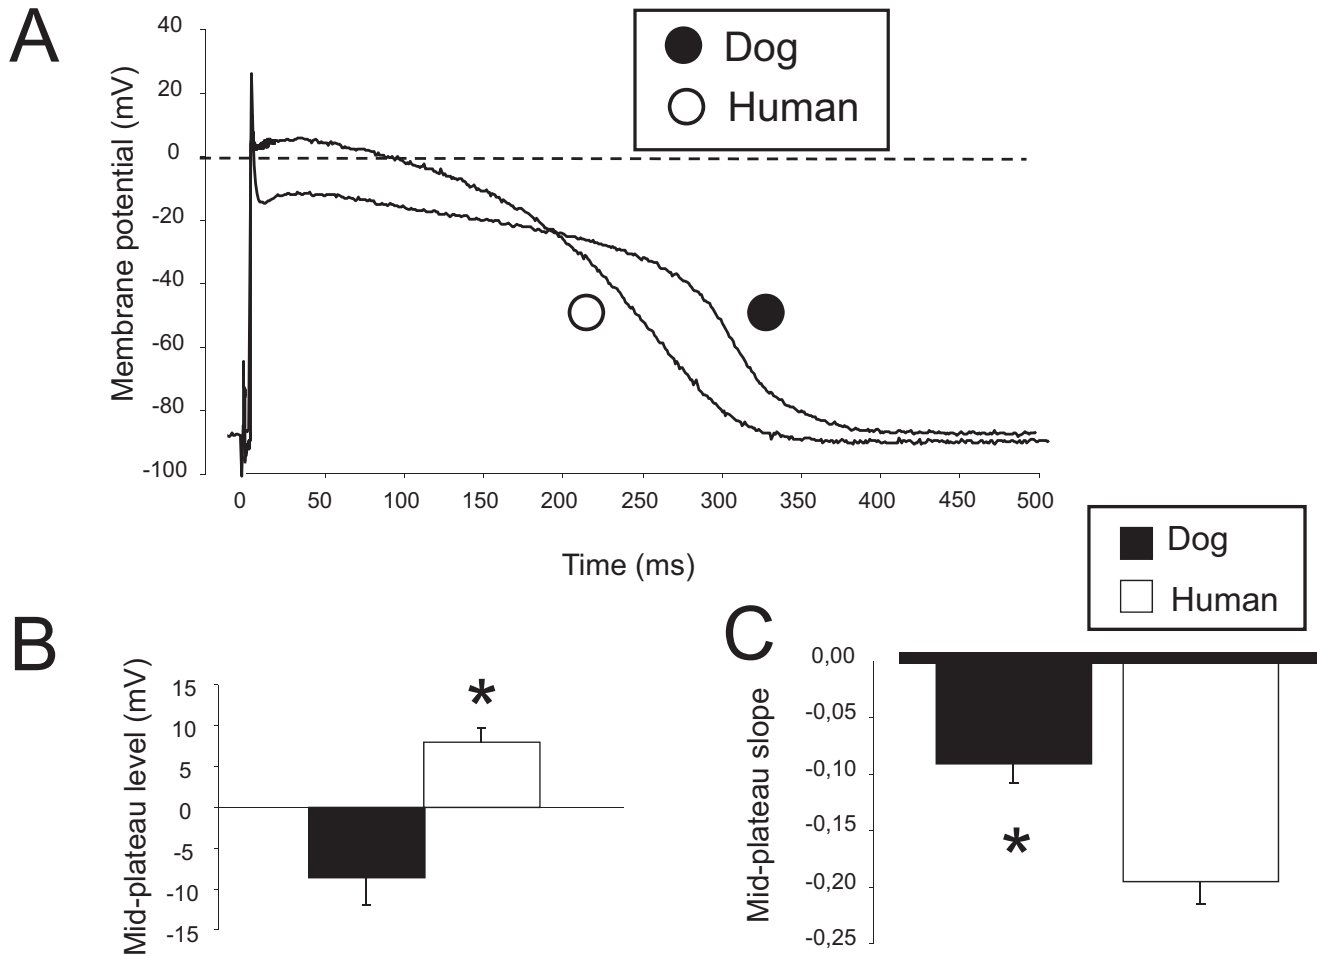 A
Dog
Human
Membrane potential (mV)
40
20
0
-20
-40
-60
-80
-100
0 50 100 150 200 250 300 350 400 450 500
Time (ms)
Dog
Human
B
Mid-plateau level (mV)
15
10
5
0
-5
-10
-15
*
C
Mid-plateau slope
0,00
-0,05
-0,10
-0,15
-0,20
-0,25
*